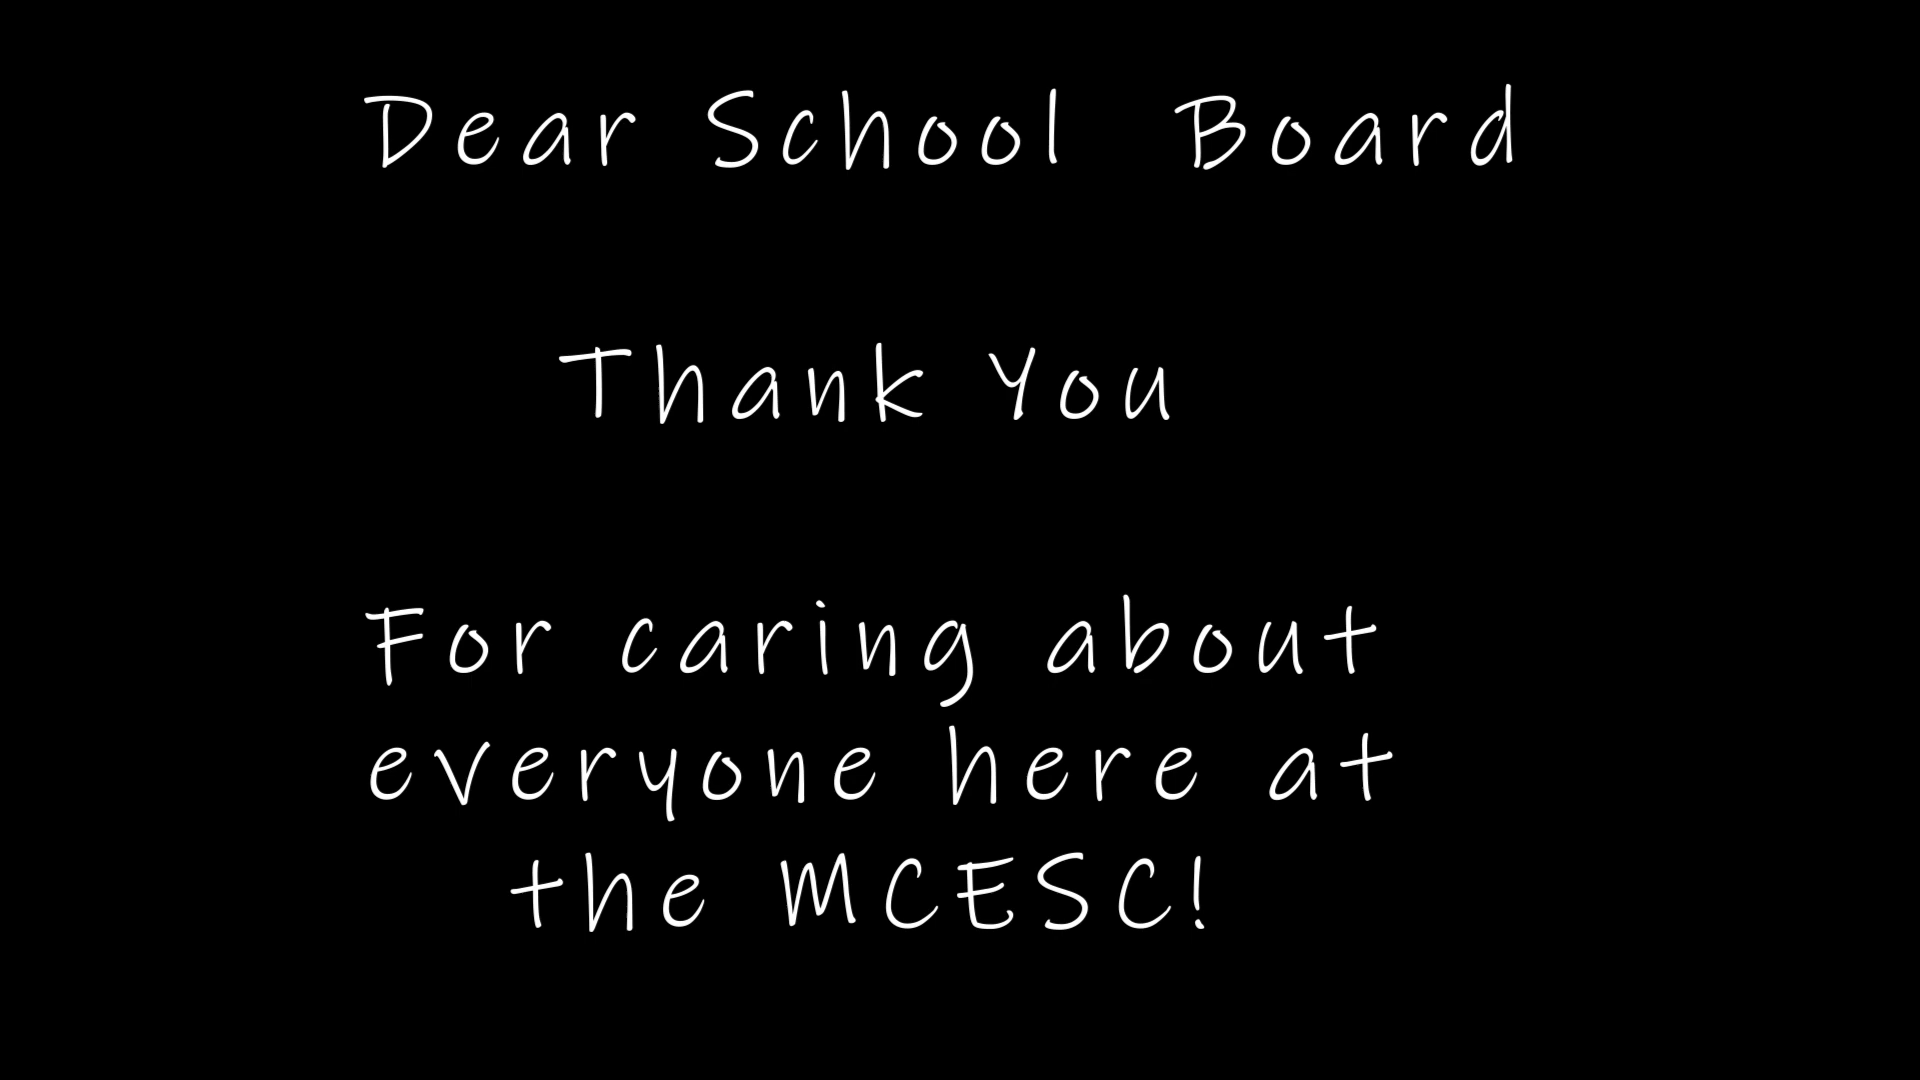 Dear School Board
Thank You
For caring about
everyone here at
the MCESC!